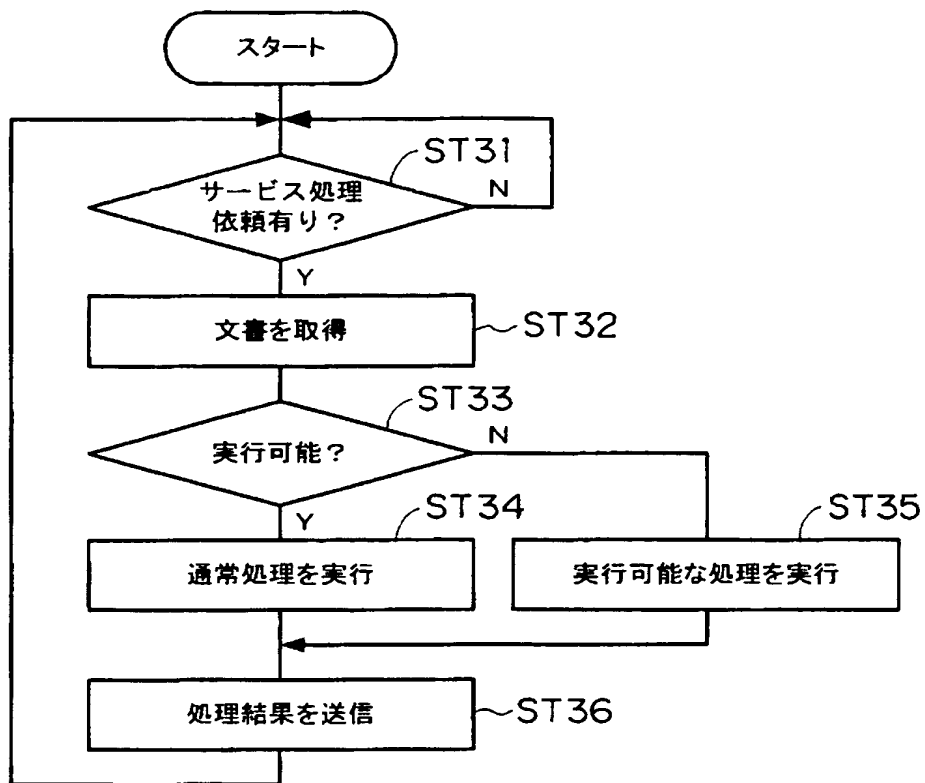 スタート
ST31
サービス処理
依頼有り？
N
Y
文書を取得
ST32
ST33
実行可能？
N
Y
ST34
通常処理を実行
ST35
実行可能な処理を実行
処理結果を送信
ST36